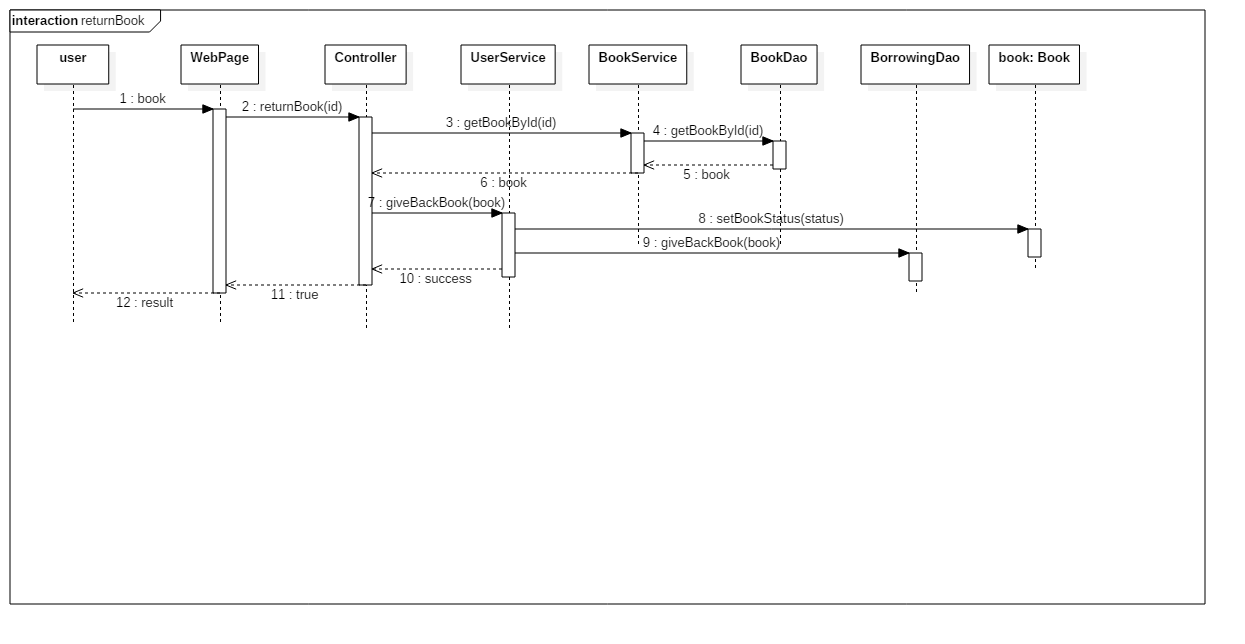 interaction returnBook
user
WebPage
Controller
UserService
BookService
BookDao
BorrowingDao
book: Book
1 : book
2 : returnBook(id)
3 : getBookById(id)
4 : getBookById(id)
5 : book
6 : book
7 : giveBackBook(book)
8 : setBookStatus(status)
9 : giveBackBook(book)
10 : success
11 : true
12 : result